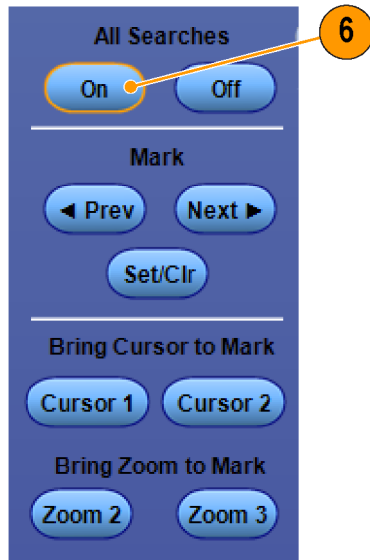 All Searches
6
On Off
Mark
◄ Prev Next ►
Set/Clr
Bring Cursor to Mark
Cursor 1 Cursor 2
Bring Zoom to Mark
Zoom 2 Zoom 3